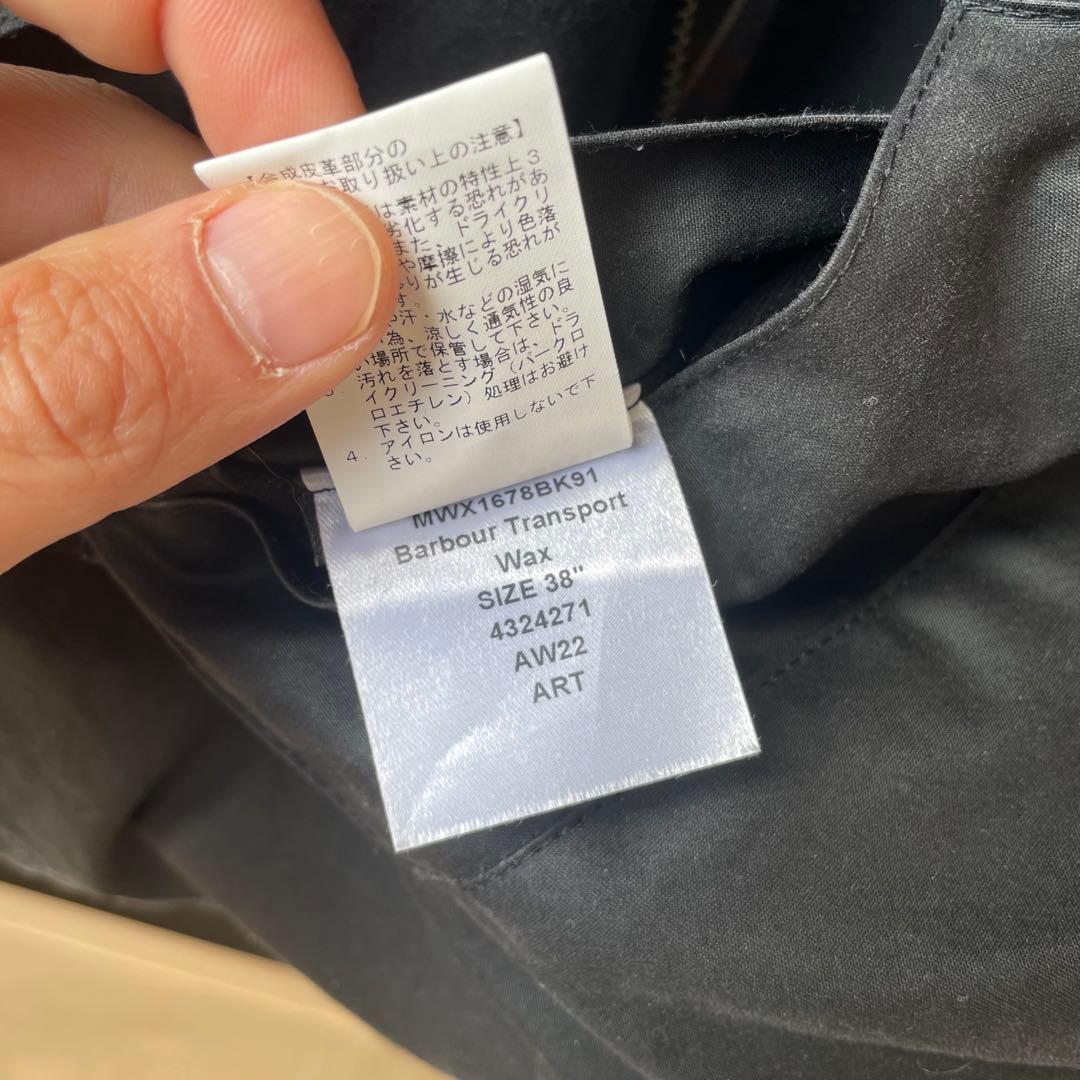 【合成皮革部分の
お取り扱い上の注意】
は素材の特性上3
劣化する恐れがあ
また、ドライクリ
や摩擦により色落
りが生じる恐れが
す。
汗、水などの湿気に
為、涼しく通気性の良
い場所で保管して下さい。
汚れを落とす場合は、ドラ
イクリーニング（パークロ
ロエチレン）処理はお避け
下さい。
4. アイロンは使用しないで下
さい。
MWX1678BK91
Barbour Transport
Wax
SIZE 38"
4324271
AW22
ART